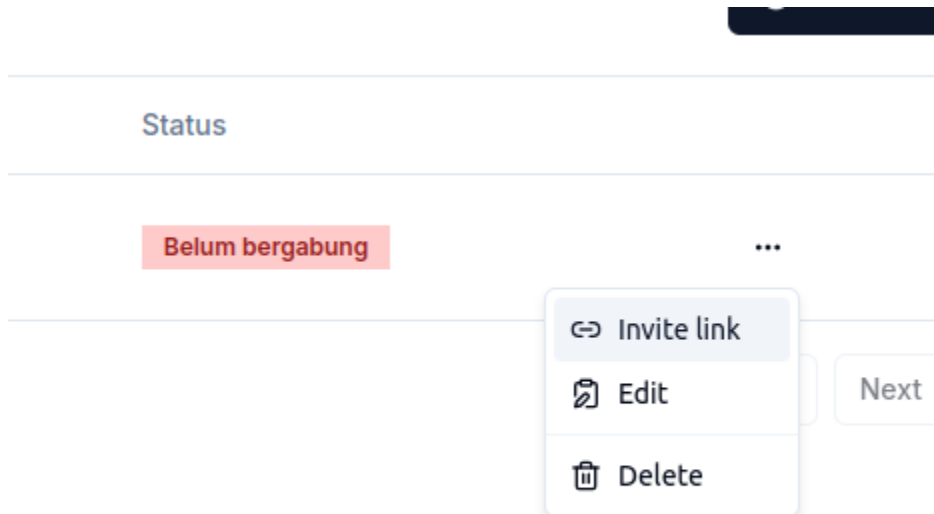 Status
Belum bergabung
Invite link
Edit
Next
Delete